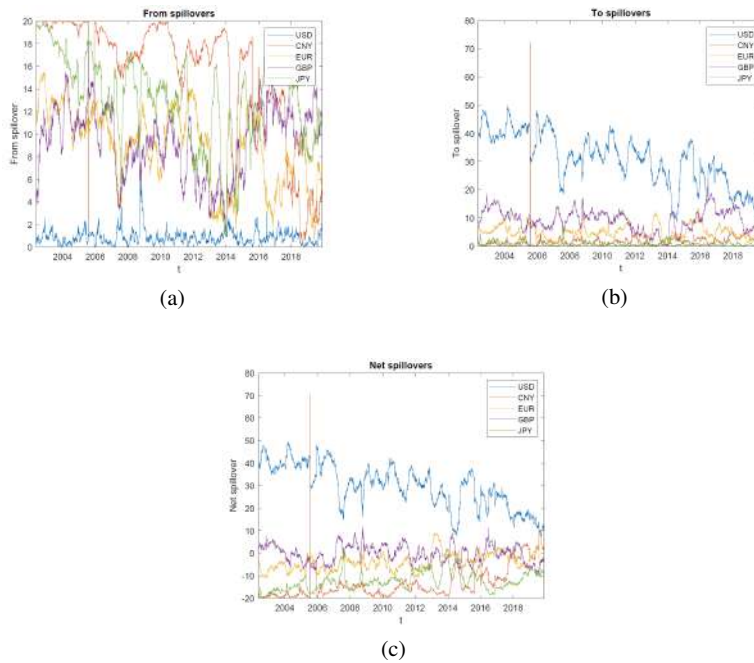 From spillovers
20
18
16
14
12
10
8
6
4
2
0
From spillover
USD
CNY
EUR
GBP
JPY
2004 2006 2008 2010 2012 2014 2016 2018
t
(a)
To spillovers
80
70
60
50
40
30
20
10
0
To spillover
USD
CNY
EUR
GBP
JPY
2004 2006 2008 2010 2012 2014 2016 2018
t
(b)
Net spillovers
80
70
60
50
40
30
20
10
0
-10
-20
Net spillover
USD
CNY
EUR
GBP
JPY
2004 2006 2008 2010 2012 2014 2016 2018
t
(c)